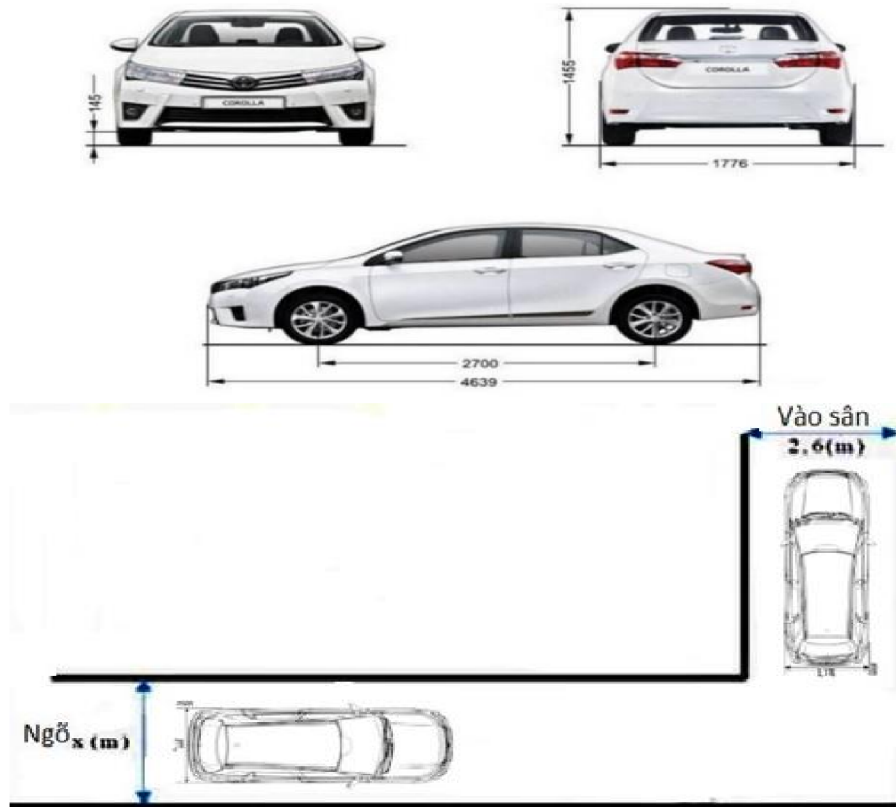 145
COROLLA
1455
COROLLA
1776
2700
4639
Vào sân
2,6(m)
Ngõ x (m)